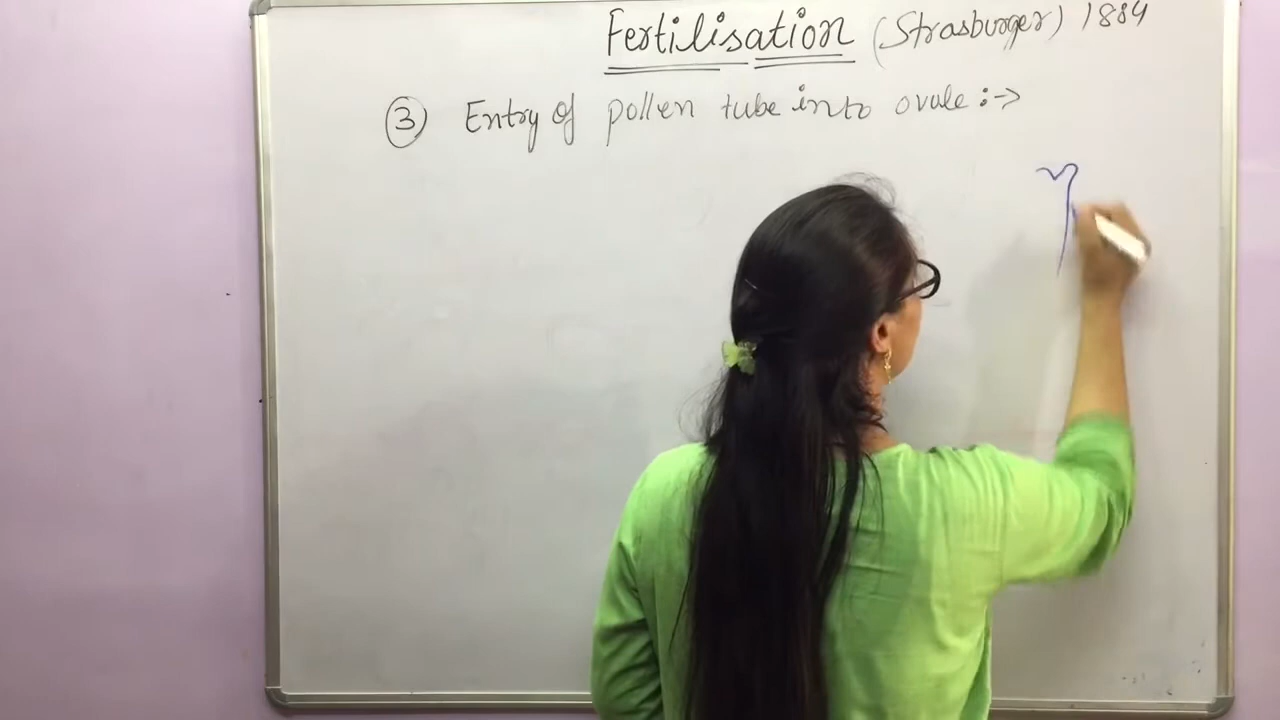 Fertilisation (Strasburger) 1884
③ Entry of pollen tube into ovule :->